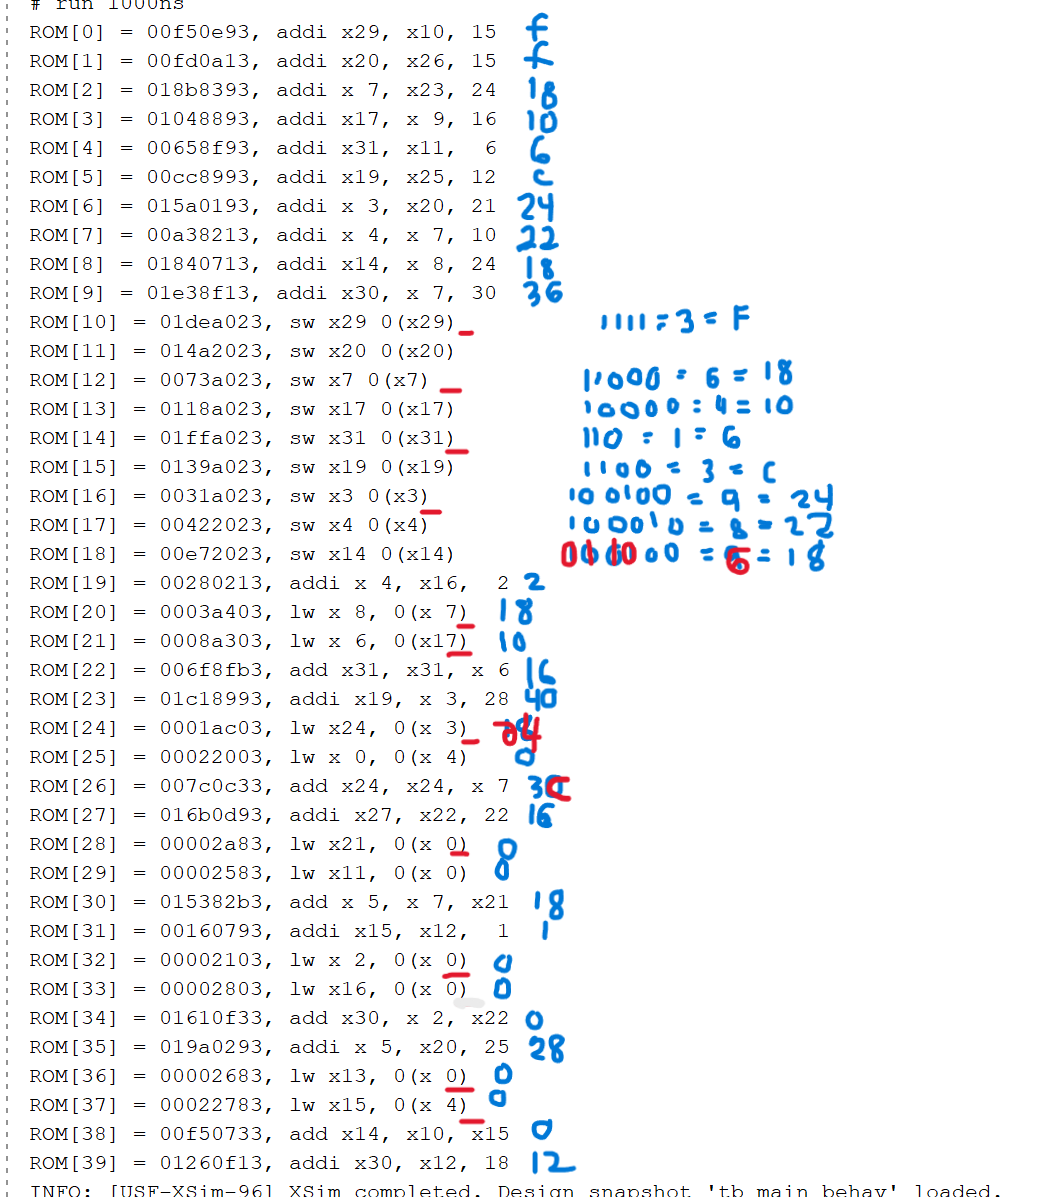 # run 1000ns
ROM[0] = 00f50e93, addi x29, x10, 15 f
ROM[1] = 00fd0a13, addi x20, x26, 15 f
ROM[2] = 018b8393, addi x 7, x23, 24 18
ROM[3] = 01048893, addi x17, x 9, 16 10
ROM[4] = 00658f93, addi x31, x11,  6 6
ROM[5] = 00cc8993, addi x19, x25, 12 c
ROM[6] = 015a0193, addi x 3, x20, 21 24
ROM[7] = 00a38213, addi x 4, x 7, 10 22
ROM[8] = 01840713, addi x14, x 8, 24 18
ROM[9] = 01e38f13, addi x30, x 7, 30 36
ROM[10] = 01dea023, sw x29 0(x29) 1111 = 3 = F
ROM[11] = 014a2023, sw x20 0(x20)
ROM[12] = 0073a023, sw x7 0(x7) 11000 = 6 = 18
ROM[13] = 0118a023, sw x17 0(x17) 10000 = 4 = 10
ROM[14] = 01ffa023, sw x31 0(x31) 110 = 1 = 6
ROM[15] = 0139a023, sw x19 0(x19) 1100 = 3 = C
ROM[16] = 0031a023, sw x3 0(x3) 100100 = 9 = 24
ROM[17] = 00422023, sw x4 0(x4) 100010 = 8 = 22
ROM[18] = 00e72023, sw x14 0(x14) 011000 = 6 = 18
ROM[19] = 00280213, addi x 4, x16,  2 2
ROM[20] = 0003a403, lw x 8, 0(x 7) 18
ROM[21] = 0008a303, lw x 6, 0(x17) 10
ROM[22] = 006f8fb3, add x31, x31, x 6 16
ROM[23] = 01c18993, addi x19, x 3, 28 40
ROM[24] = 0001ac03, lw x24, 0(x 3) 24
ROM[25] = 00022003, lw x 0, 0(x 4) 0
ROM[26] = 007c0c33, add x24, x24, x 7 3c
ROM[27] = 016b0d93, addi x27, x22, 22 16
ROM[28] = 00002a83, lw x21, 0(x 0) 0
ROM[29] = 00002583, lw x11, 0(x 0) 0
ROM[30] = 015382b3, add x 5, x 7, x21 18
ROM[31] = 00160793, addi x15, x12,  1 1
ROM[32] = 00002103, lw x 2, 0(x 0) 0
ROM[33] = 00002803, lw x16, 0(x 0) 0
ROM[34] = 01610f33, add x30, x 2, x22 0
ROM[35] = 019a0293, addi x 5, x20, 25 28
ROM[36] = 00002683, lw x13, 0(x 0) 0
ROM[37] = 00022783, lw x15, 0(x 4) 0
ROM[38] = 00f50733, add x14, x10, x15 0
ROM[39] = 01260f13, addi x30, x12, 18 12
INFO: [USF-XSim-96] XSim completed. Design snapshot 'tb_main_behav' loaded.